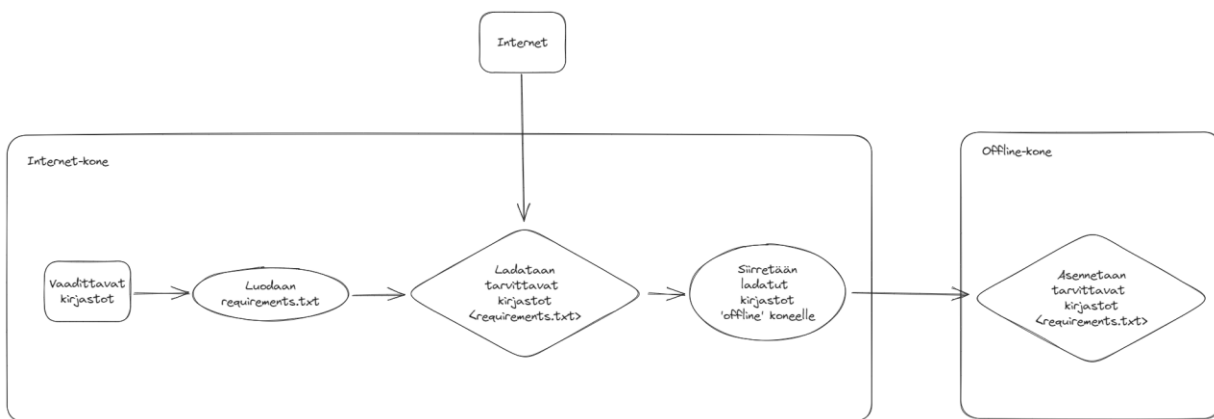 Internet
Internet-kone
Offline-kone
Vaadittavat
kirjastot
Luodaan
requirements.txt
Ladataan
tarvittavat
kirjastot
<requirements.txt>
Siirretään
ladatut
kirjastot
'offline' koneelle
Asennetaan
tarvittavat
kirjastot
<requirements.txt>